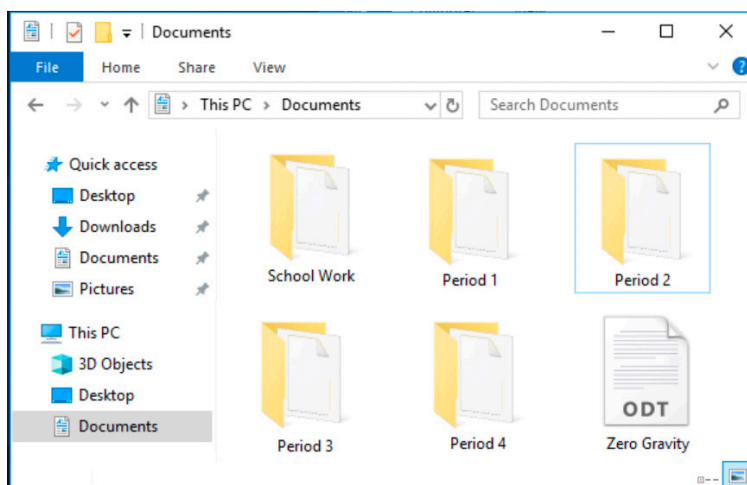 Documents
File Home Share View
This PC > Documents
Search Documents
Quick access
Desktop
Downloads
Documents
Pictures
This PC
3D Objects
Desktop
Documents
School Work
Period 1
Period 2
Period 3
Period 4
ODT
Zero Gravity